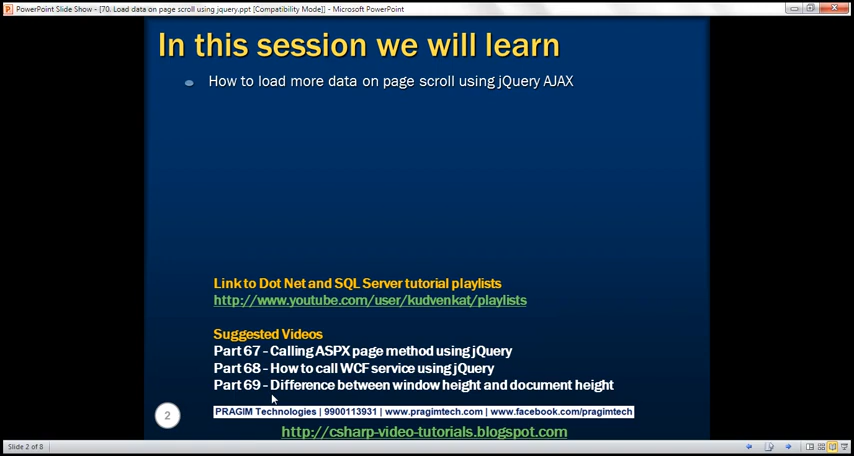 PowerPoint Slide Show - [70. Load data on page scroll using jquery.ppt [Compatibility Mode]] - Microsoft PowerPoint
In this session we will learn
How to load more data on page scroll using jQuery AJAX
Link to Dot Net and SQL Server tutorial playlists
http://www.youtube.com/user/kudvenkat/playlists
Suggested Videos
Part 67 - Calling ASPX page method using jQuery
Part 68 - How to call WCF service using jQuery
Part 69 - Difference between window height and document height
2
PRAGIM Technologies | 9900113931 | www.pragimtech.com | www.facebook.com/pragimtech
http://csharp-video-tutorials.blogspot.com
Slide 2 of 8